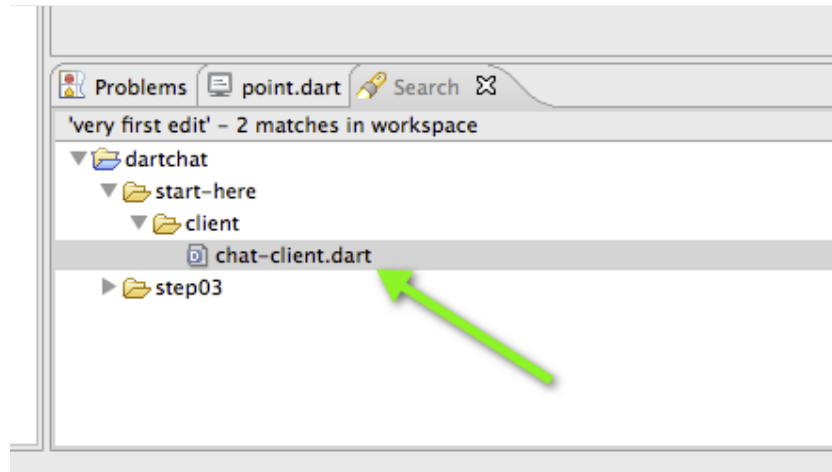 Problems point.dart Search
'very first edit' – 2 matches in workspace
dartchat
start-here
client
chat-client.dart
step03